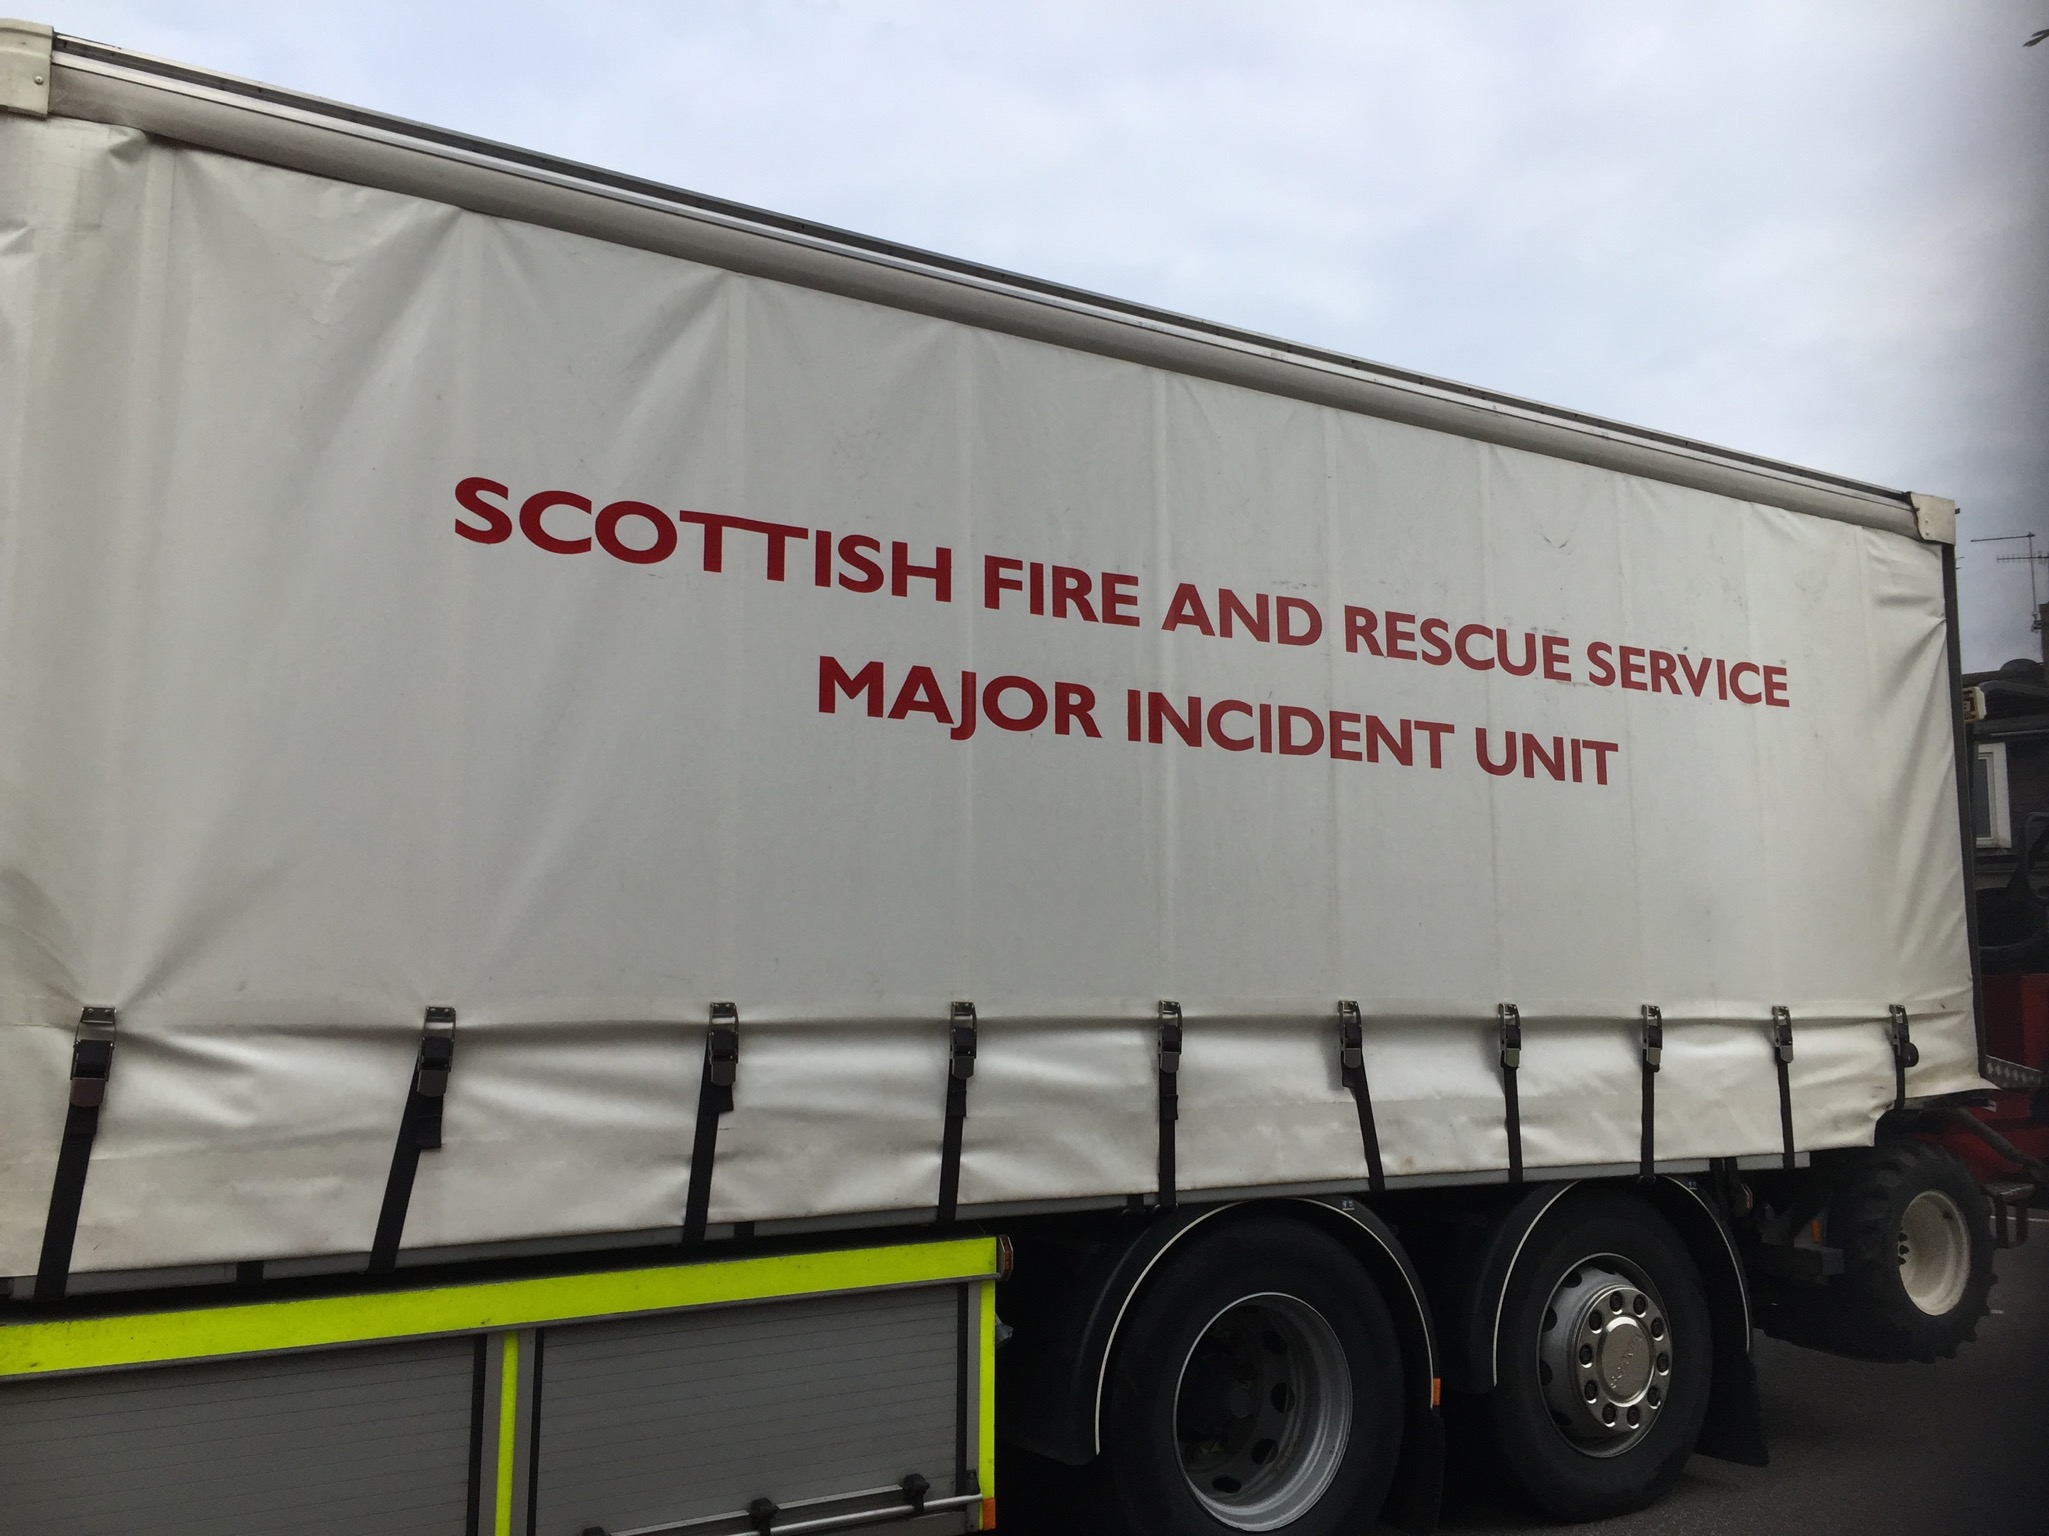 SCOTTISH FIRE AND RESCUE SERVICE
MAJOR INCIDENT UNIT